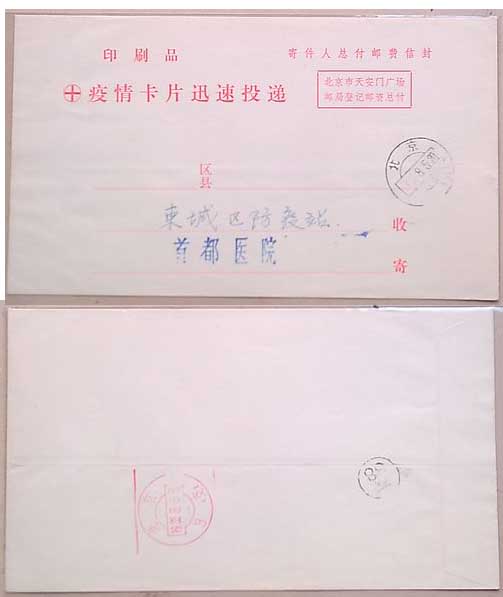 印刷品
寄件人总付邮费信封
疫情卡片迅速投递
北京市天安门广场
邮局登记邮资总付
区
县
東城区防疫站
收
首都医院
寄
北京